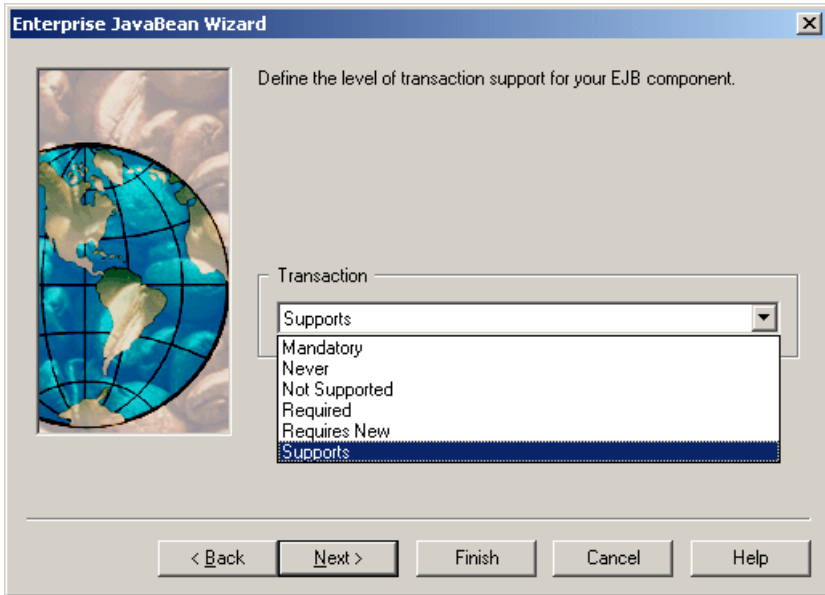 Enterprise JavaBean Wizard
Define the level of transaction support for your EJB component.
Transaction
Supports
Mandatory
Never
Not Supported
Required
Requires New
Supports
< Back Next > Finish Cancel Help